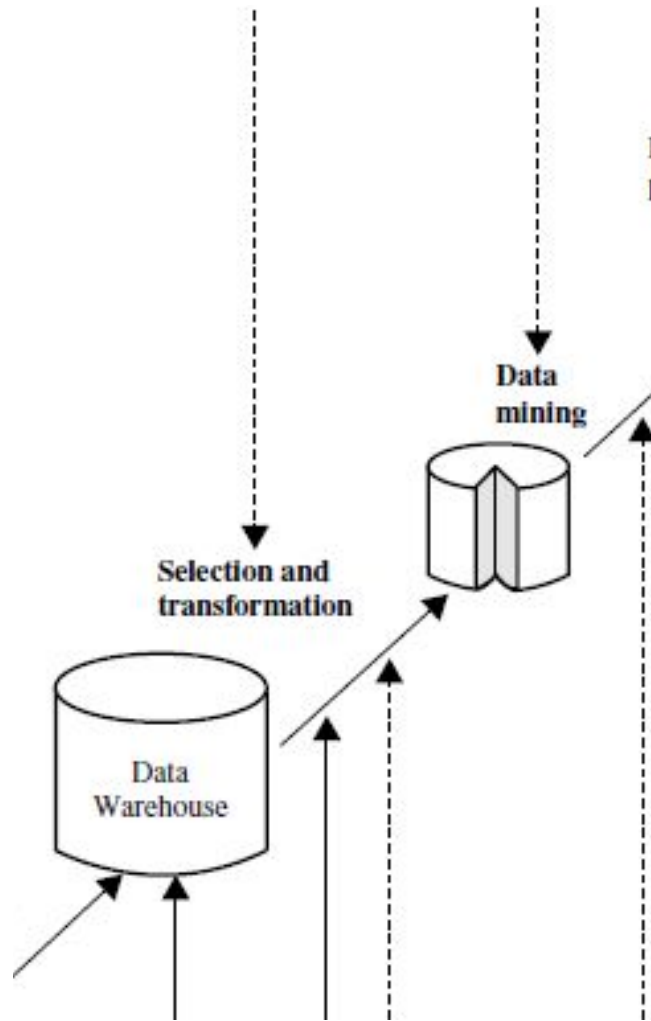 Data
mining
Selection and
transformation
Data
Warehouse